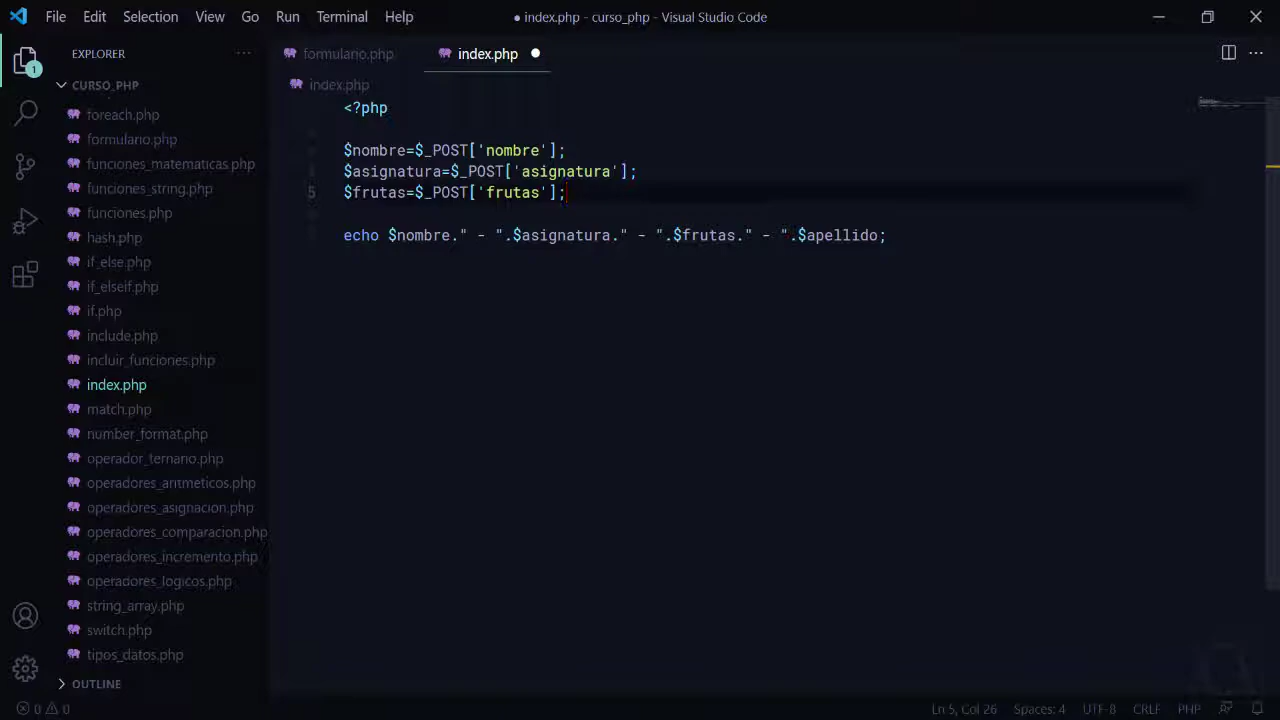 File Edit Selection View Go Run Terminal Help
● index.php - curso_php - Visual Studio Code
EXPLORER ···
formulario.php
index.php ●
CURSO_PHP
index.php
foreach.php
formulario.php
funciones_matematicas.php
funciones_string.php
funciones.php
hash.php
if_else.php
if_elseif.php
if.php
include.php
incluir_funciones.php
index.php
match.php
number_format.php
operador_ternario.php
operadores_aritmeticos.php
operadores_asignacion.php
operadores_comparacion.php
operadores_incremento.php
operadores_logicos.php
string_array.php
switch.php
tipos_datos.php
OUTLINE
1
<?php
$nombre=$_POST['nombre'];
$asignatura=$_POST['asignatura'];
5 $frutas=$_POST['frutas'];
echo $nombre." - ".$asignatura." - ".$frutas." - ".$apellido;
0 0
Ln 5, Col 26 Spaces: 4 UTF-8 CRLF PHP